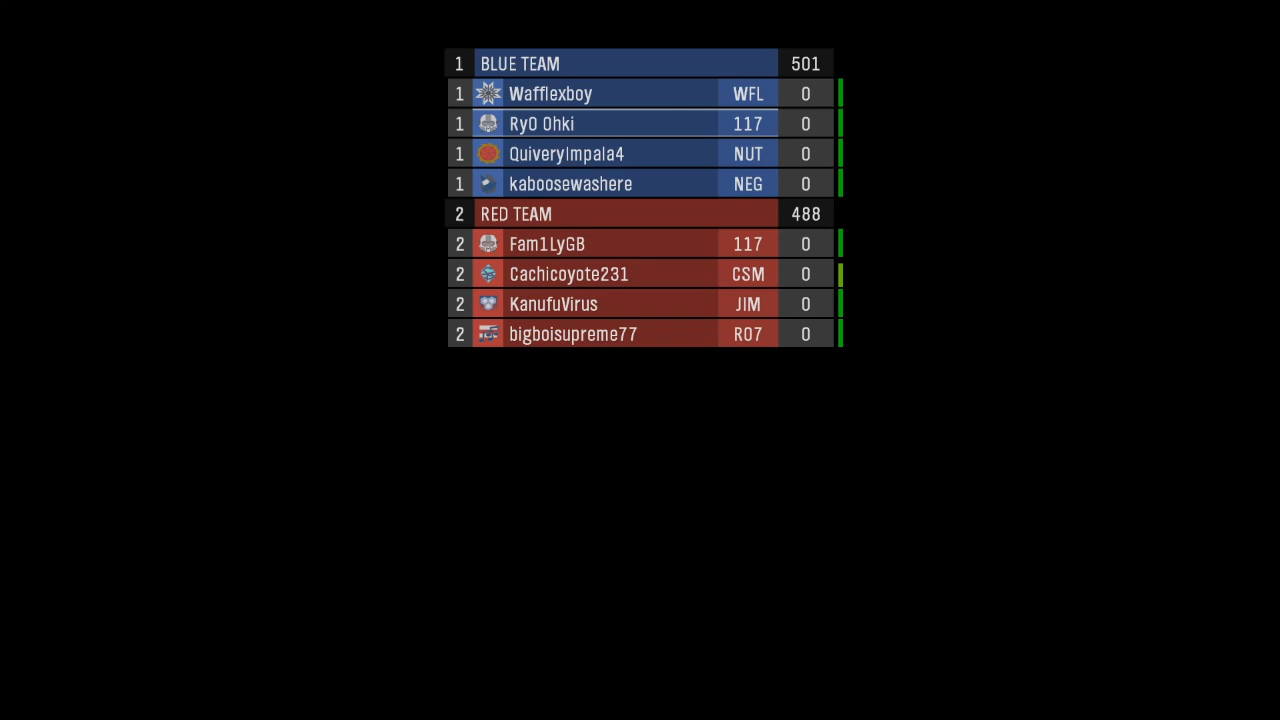 1 BLUE TEAM 501
1 Wafflexboy WFL 0
1 RyO Ohki 117 0
1 QuiveryImpala4 NUT 0
1 kaboosewashere NEG 0
2 RED TEAM 488
2 Fam1LyGB 117 0
2 Cachicoyote231 CSM 0
2 KanufuVirus JIM 0
2 bigboisupreme77 R07 0